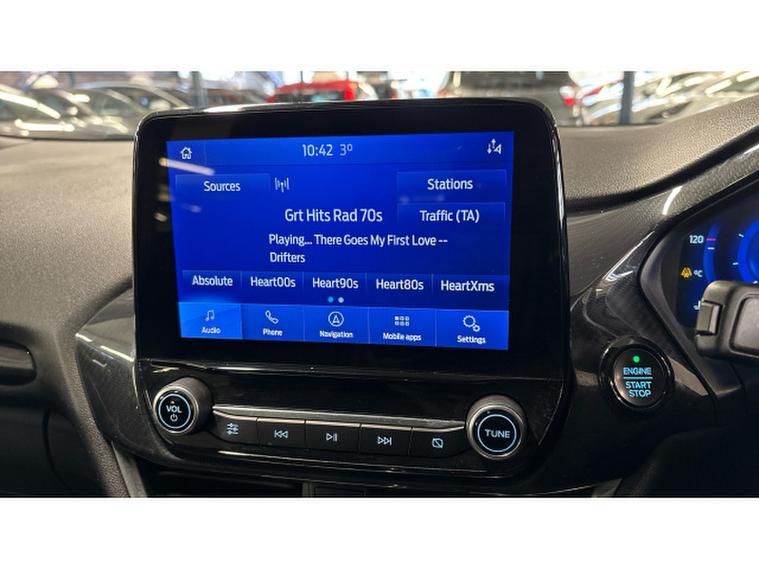 10:42 3°
Sources
Stations
Grt Hits Rad 70s
Traffic (TA)
Playing... There Goes My First Love --
Drifters
Absolute Heart00s Heart90s Heart80s HeartXms
Audio Phone Navigation Mobile apps Settings
120
°C
ENGINE
START
STOP
VOL
TUNE